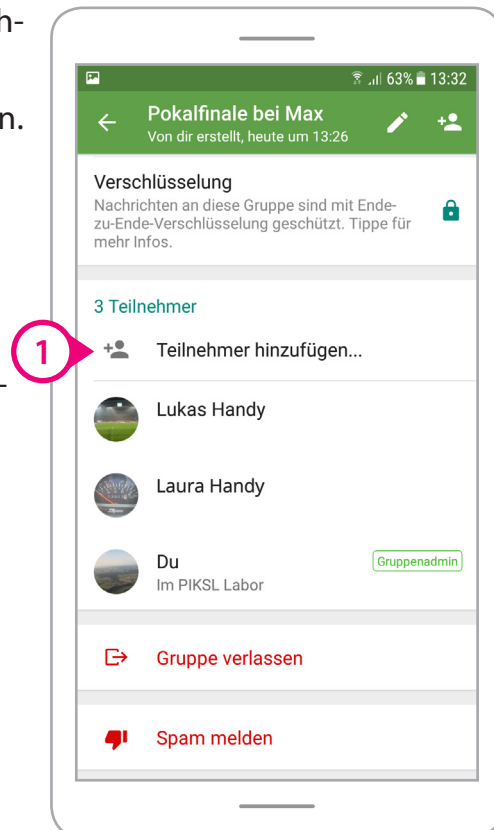 h-
n.
63% 13:32
Pokalfinale bei Max
Von dir erstellt, heute um 13:26
Verschlüsselung
Nachrichten an diese Gruppe sind mit Ende-
zu-Ende-Verschlüsselung geschützt. Tippe für
mehr Infos.
3 Teilnehmer
1
Teilnehmer hinzufügen...
-
Lukas Handy
Laura Handy
Du
Gruppenadmin
Im PIKSL Labor
Gruppe verlassen
Spam melden